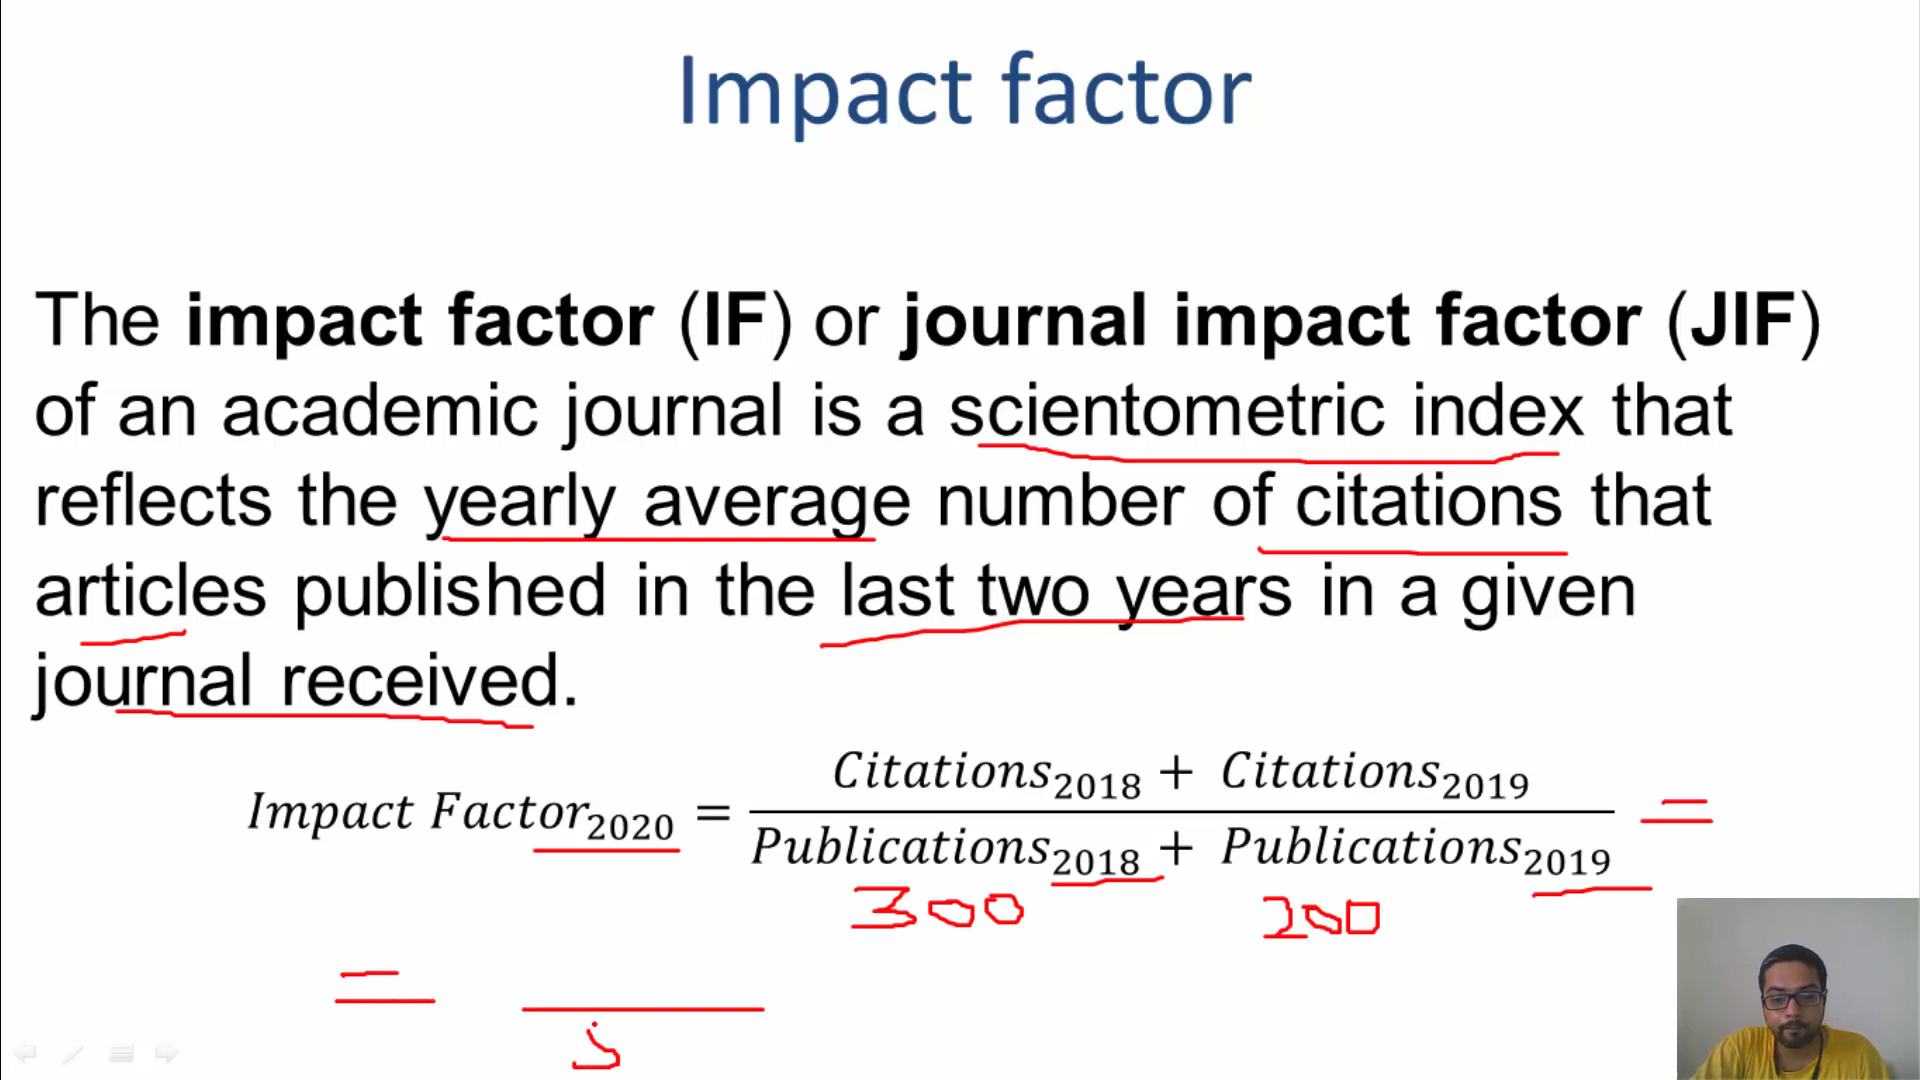 Impact factor
The impact factor (IF) or journal impact factor (JIF)
of an academic journal is a scientometric index that
reflects the yearly average number of citations that
articles published in the last two years in a given
journal received.
Impact Factor₂₀₂₀ = (Citations₂₀₁₈ + Citations₂₀₁₉) / (Publications₂₀₁₈ + Publications₂₀₁₉) =
300 200
=